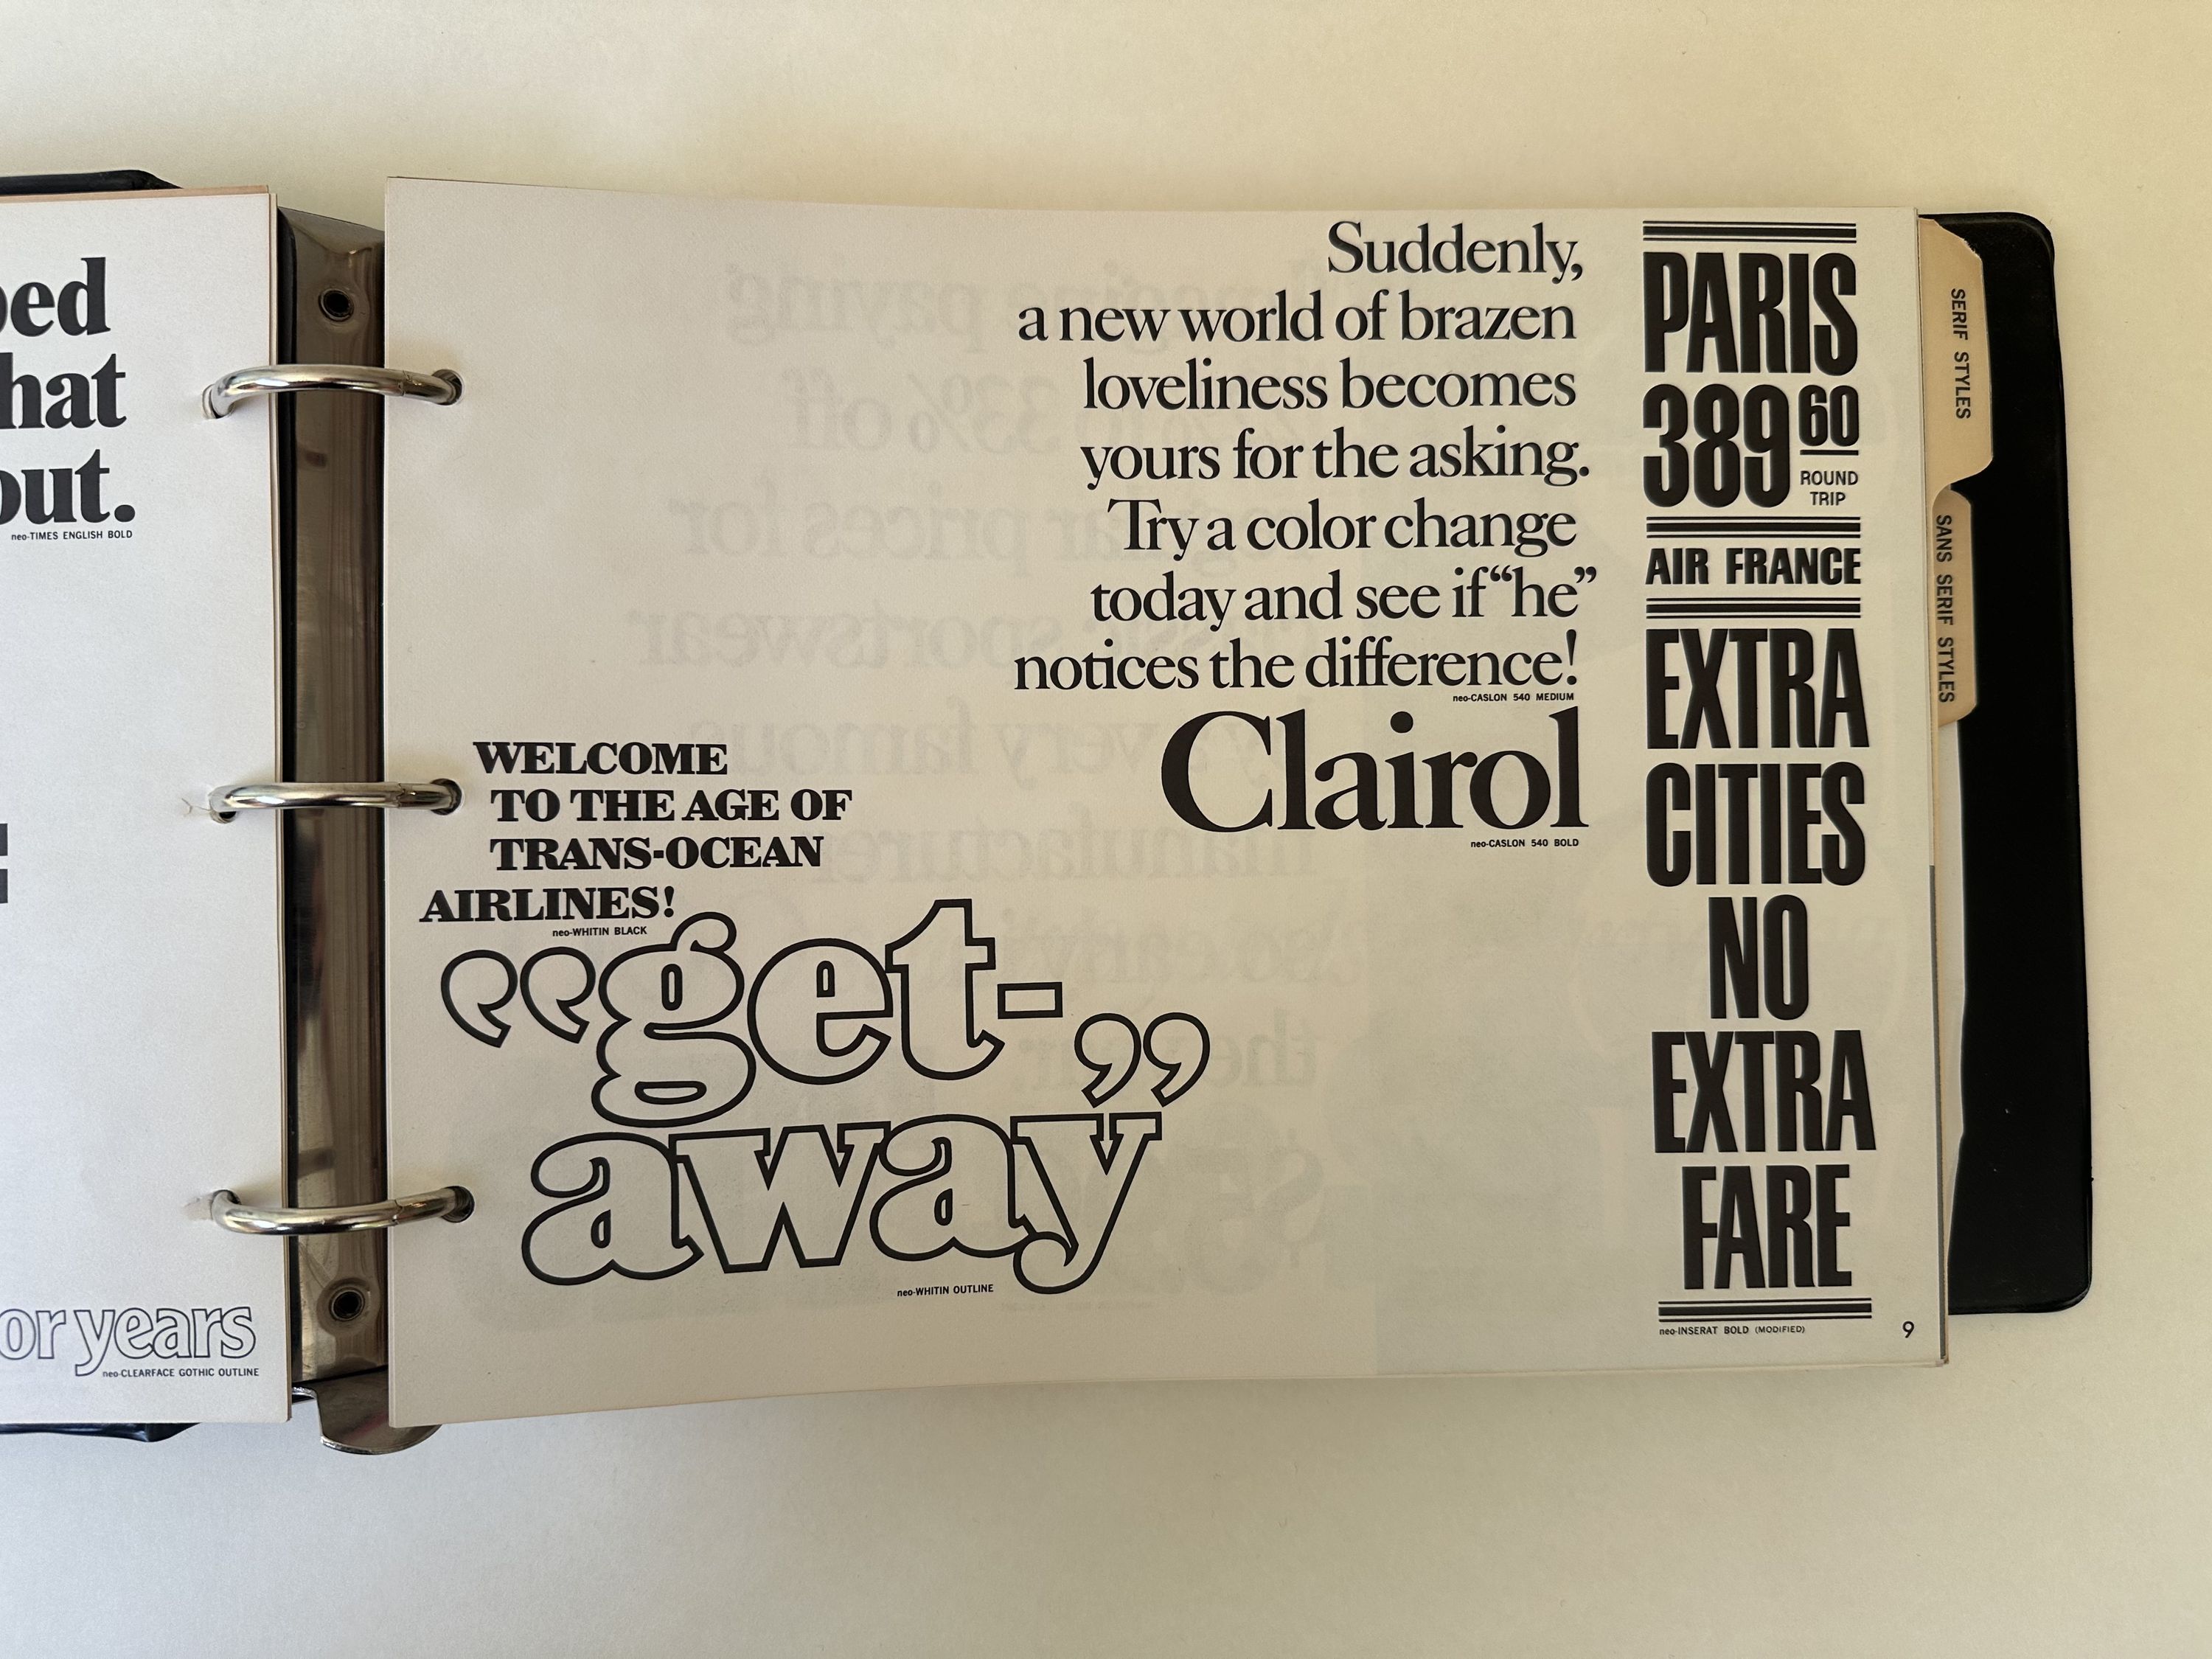 ped
hat
out.
neo-TIMES ENGLISH BOLD
or years
neo-CLEARFACE GOTHIC OUTLINE
Suddenly,
a new world of brazen
loveliness becomes
yours for the asking.
Try a color change
today and see if “he”
notices the difference!
neo-CASLON 540 MEDIUM
Clairol
neo-CASLON 540 BOLD
WELCOME
TO THE AGE OF
TRANS-OCEAN
AIRLINES!
neo-WHITIN BLACK
“get-”
away
neo-WHITIN OUTLINE
PARIS
389 60
ROUND
TRIP
AIR FRANCE
EXTRA
CITIES
NO
EXTRA
FARE
neo-INSERAT BOLD (MODIFIED)
9
SERIF STYLES
SANS SERIF STYLES